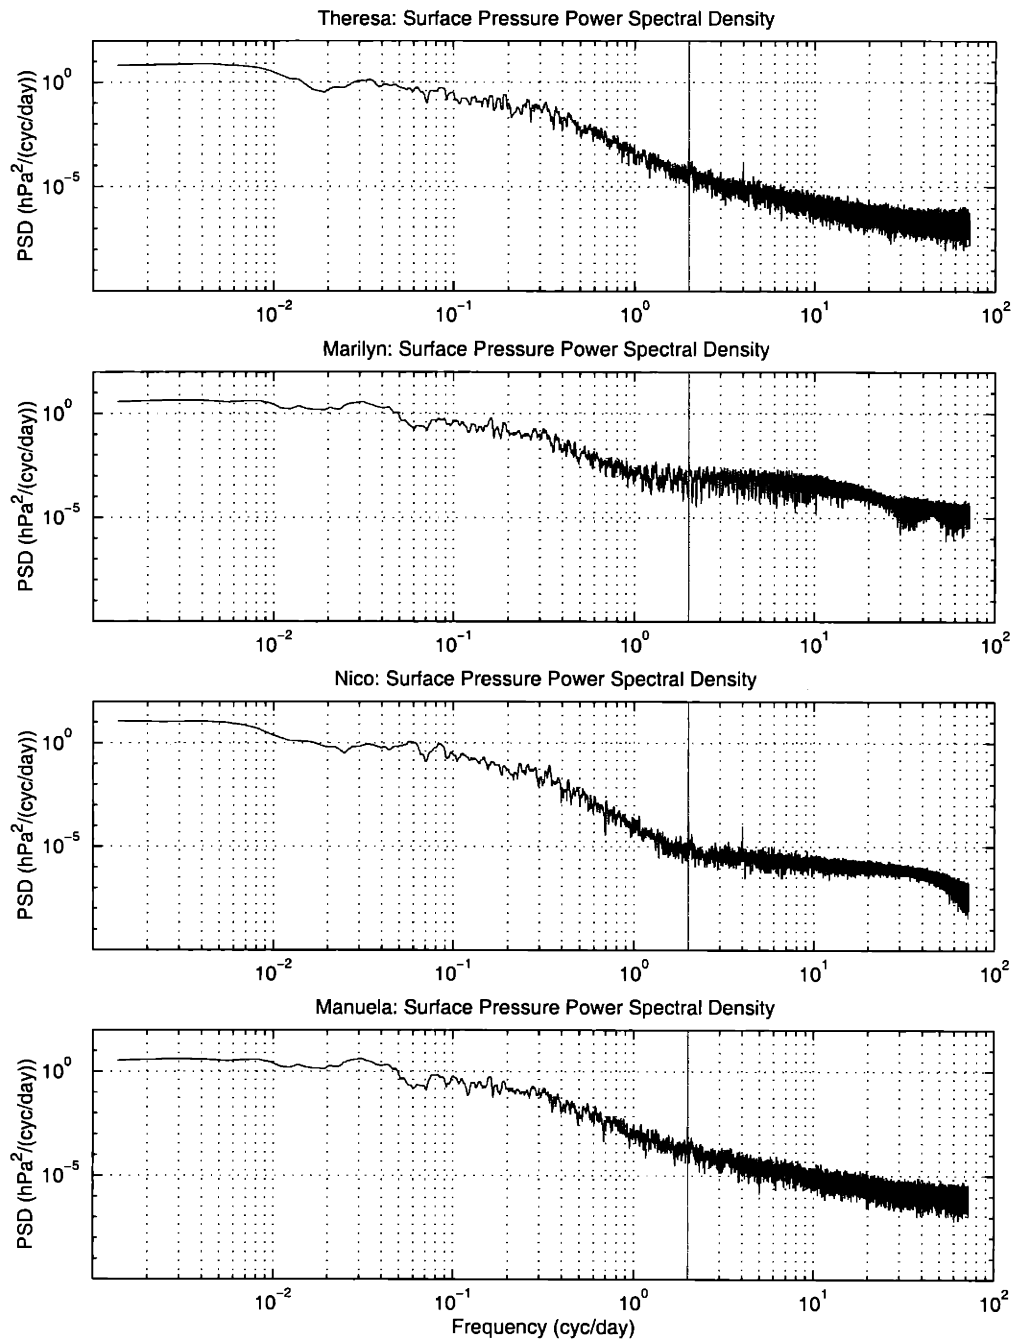 Theresa: Surface Pressure Power Spectral Density
PSD (hPa²/(cyc/day))
10⁰
10⁻⁵
10⁻² 10⁻¹ 10⁰ 10¹ 10²
Marilyn: Surface Pressure Power Spectral Density
PSD (hPa²/(cyc/day))
10⁰
10⁻⁵
10⁻² 10⁻¹ 10⁰ 10¹ 10²
Nico: Surface Pressure Power Spectral Density
PSD (hPa²/(cyc/day))
10⁰
10⁻⁵
10⁻² 10⁻¹ 10⁰ 10¹ 10²
Manuela: Surface Pressure Power Spectral Density
PSD (hPa²/(cyc/day))
10⁰
10⁻⁵
10⁻² 10⁻¹ 10⁰ 10¹ 10²
Frequency (cyc/day)